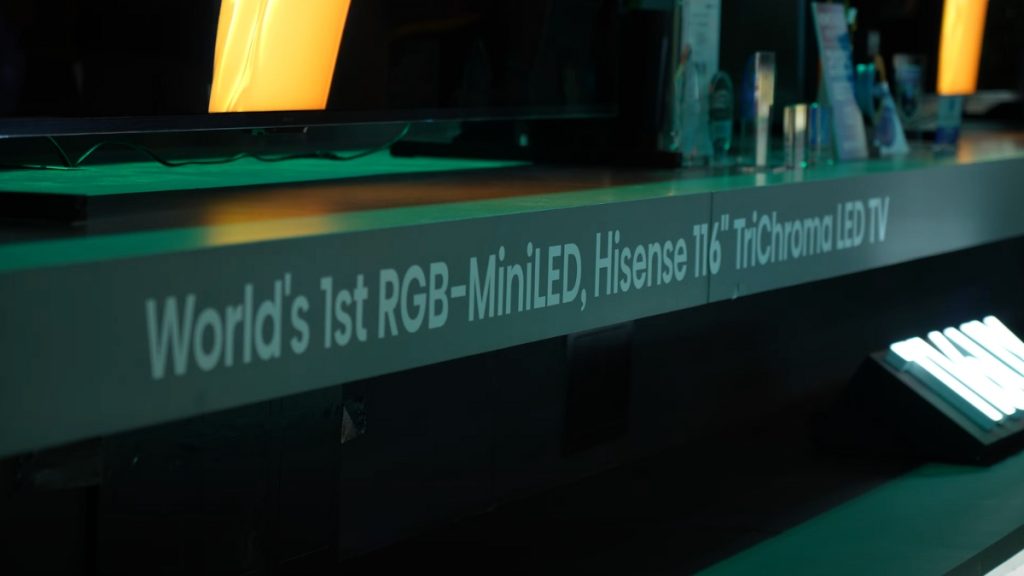 World's 1st RGB-MiniLED, Hisense 116" TriChroma LED TV